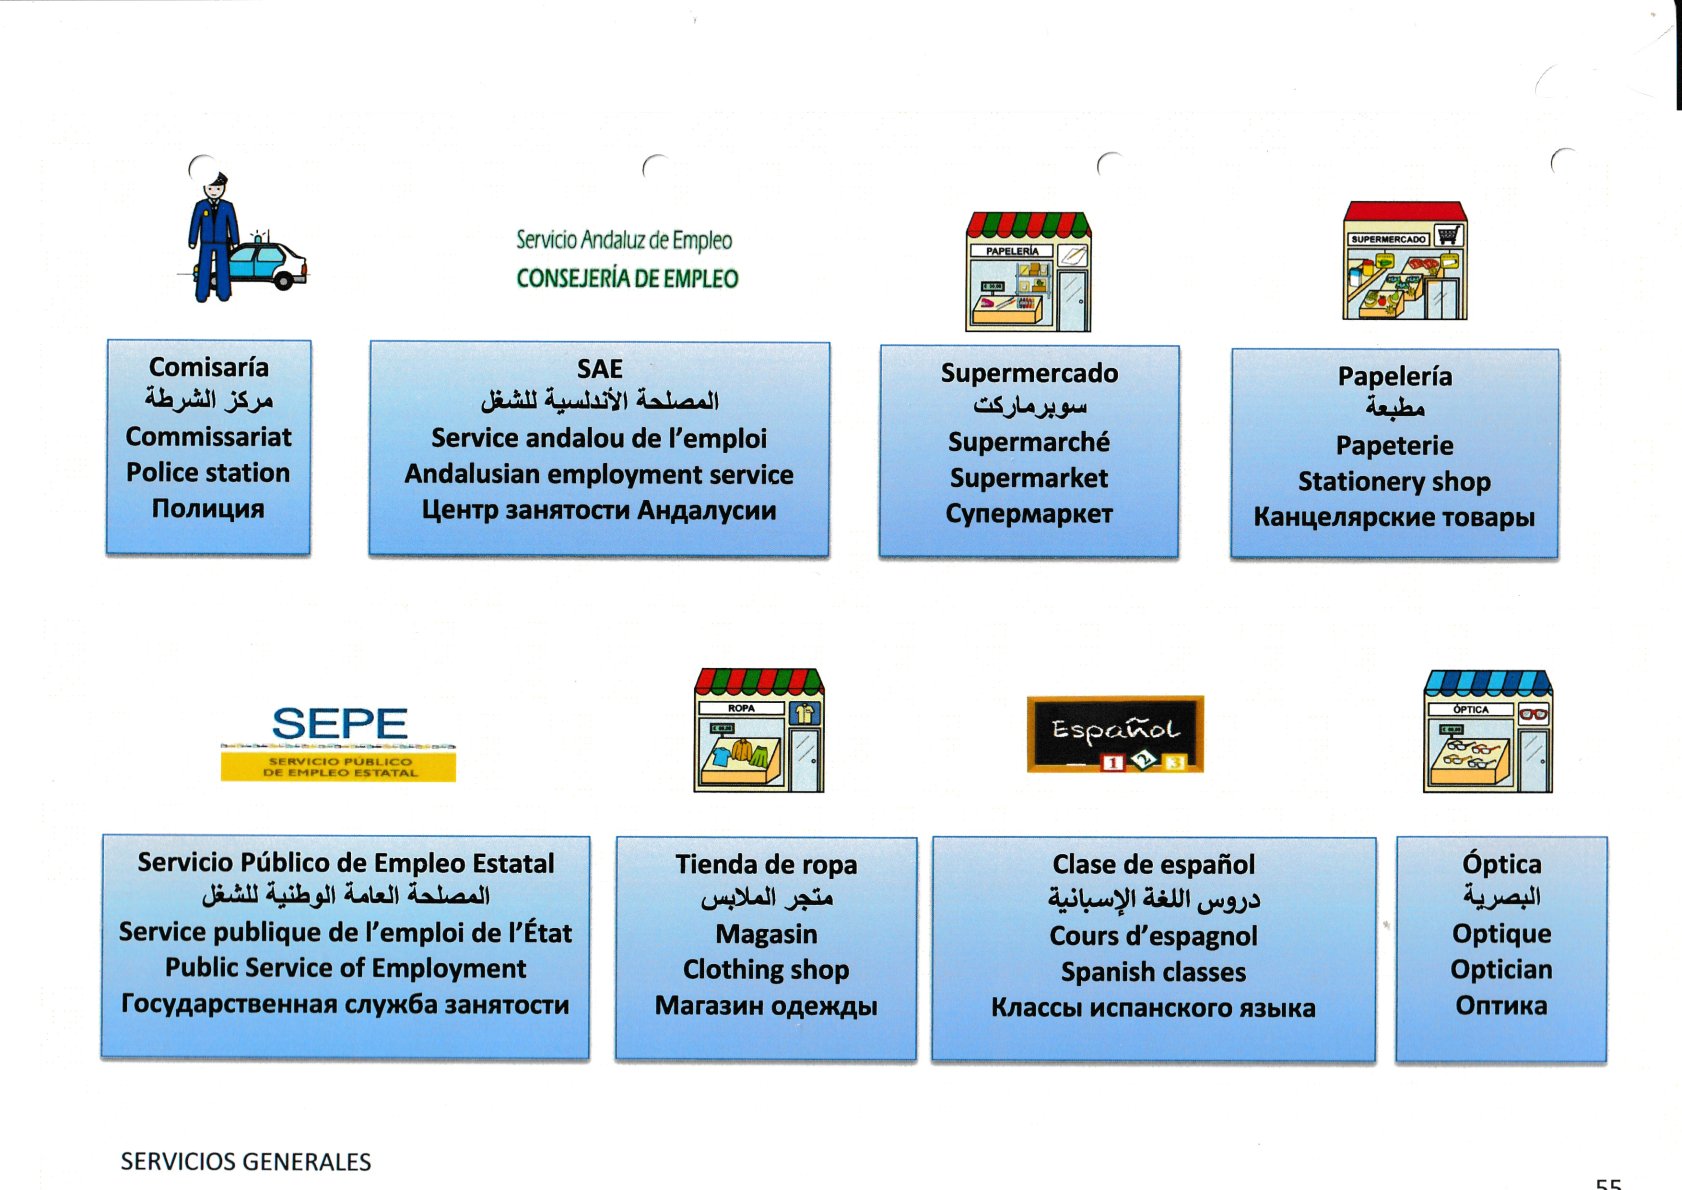 Servicio Andaluz de Empleo
CONSEJERÍA DE EMPLEO
PAPELERÍA
SUPERMERCADO
Comisaría
مركز الشرطة
Commissariat
Police station
Полиция
SAE
المصلحة الأندلسية للشغل
Service andalou de l'emploi
Andalusian employment service
Центр занятости Андалусии
Supermercado
سوبرماركت
Supermarché
Supermarket
Супермаркет
Papelería
مطبعة
Papeterie
Stationery shop
Канцелярские товары
SEPE
SERVICIO PÚBLICO
DE EMPLEO ESTATAL
ROPA
Español
1 2 3
ÓPTICA
Servicio Público de Empleo Estatal
المصلحة العامة الوطنية للشغل
Service publique de l'emploi de l'État
Public Service of Employment
Государственная служба занятости
Tienda de ropa
متجر الملابس
Magasin
Clothing shop
Магазин одежды
Clase de español
دروس اللغة الإسبانية
Cours d'espagnol
Spanish classes
Классы испанского языка
Óptica
البصرية
Optique
Optician
Оптика
SERVICIOS GENERALES
55